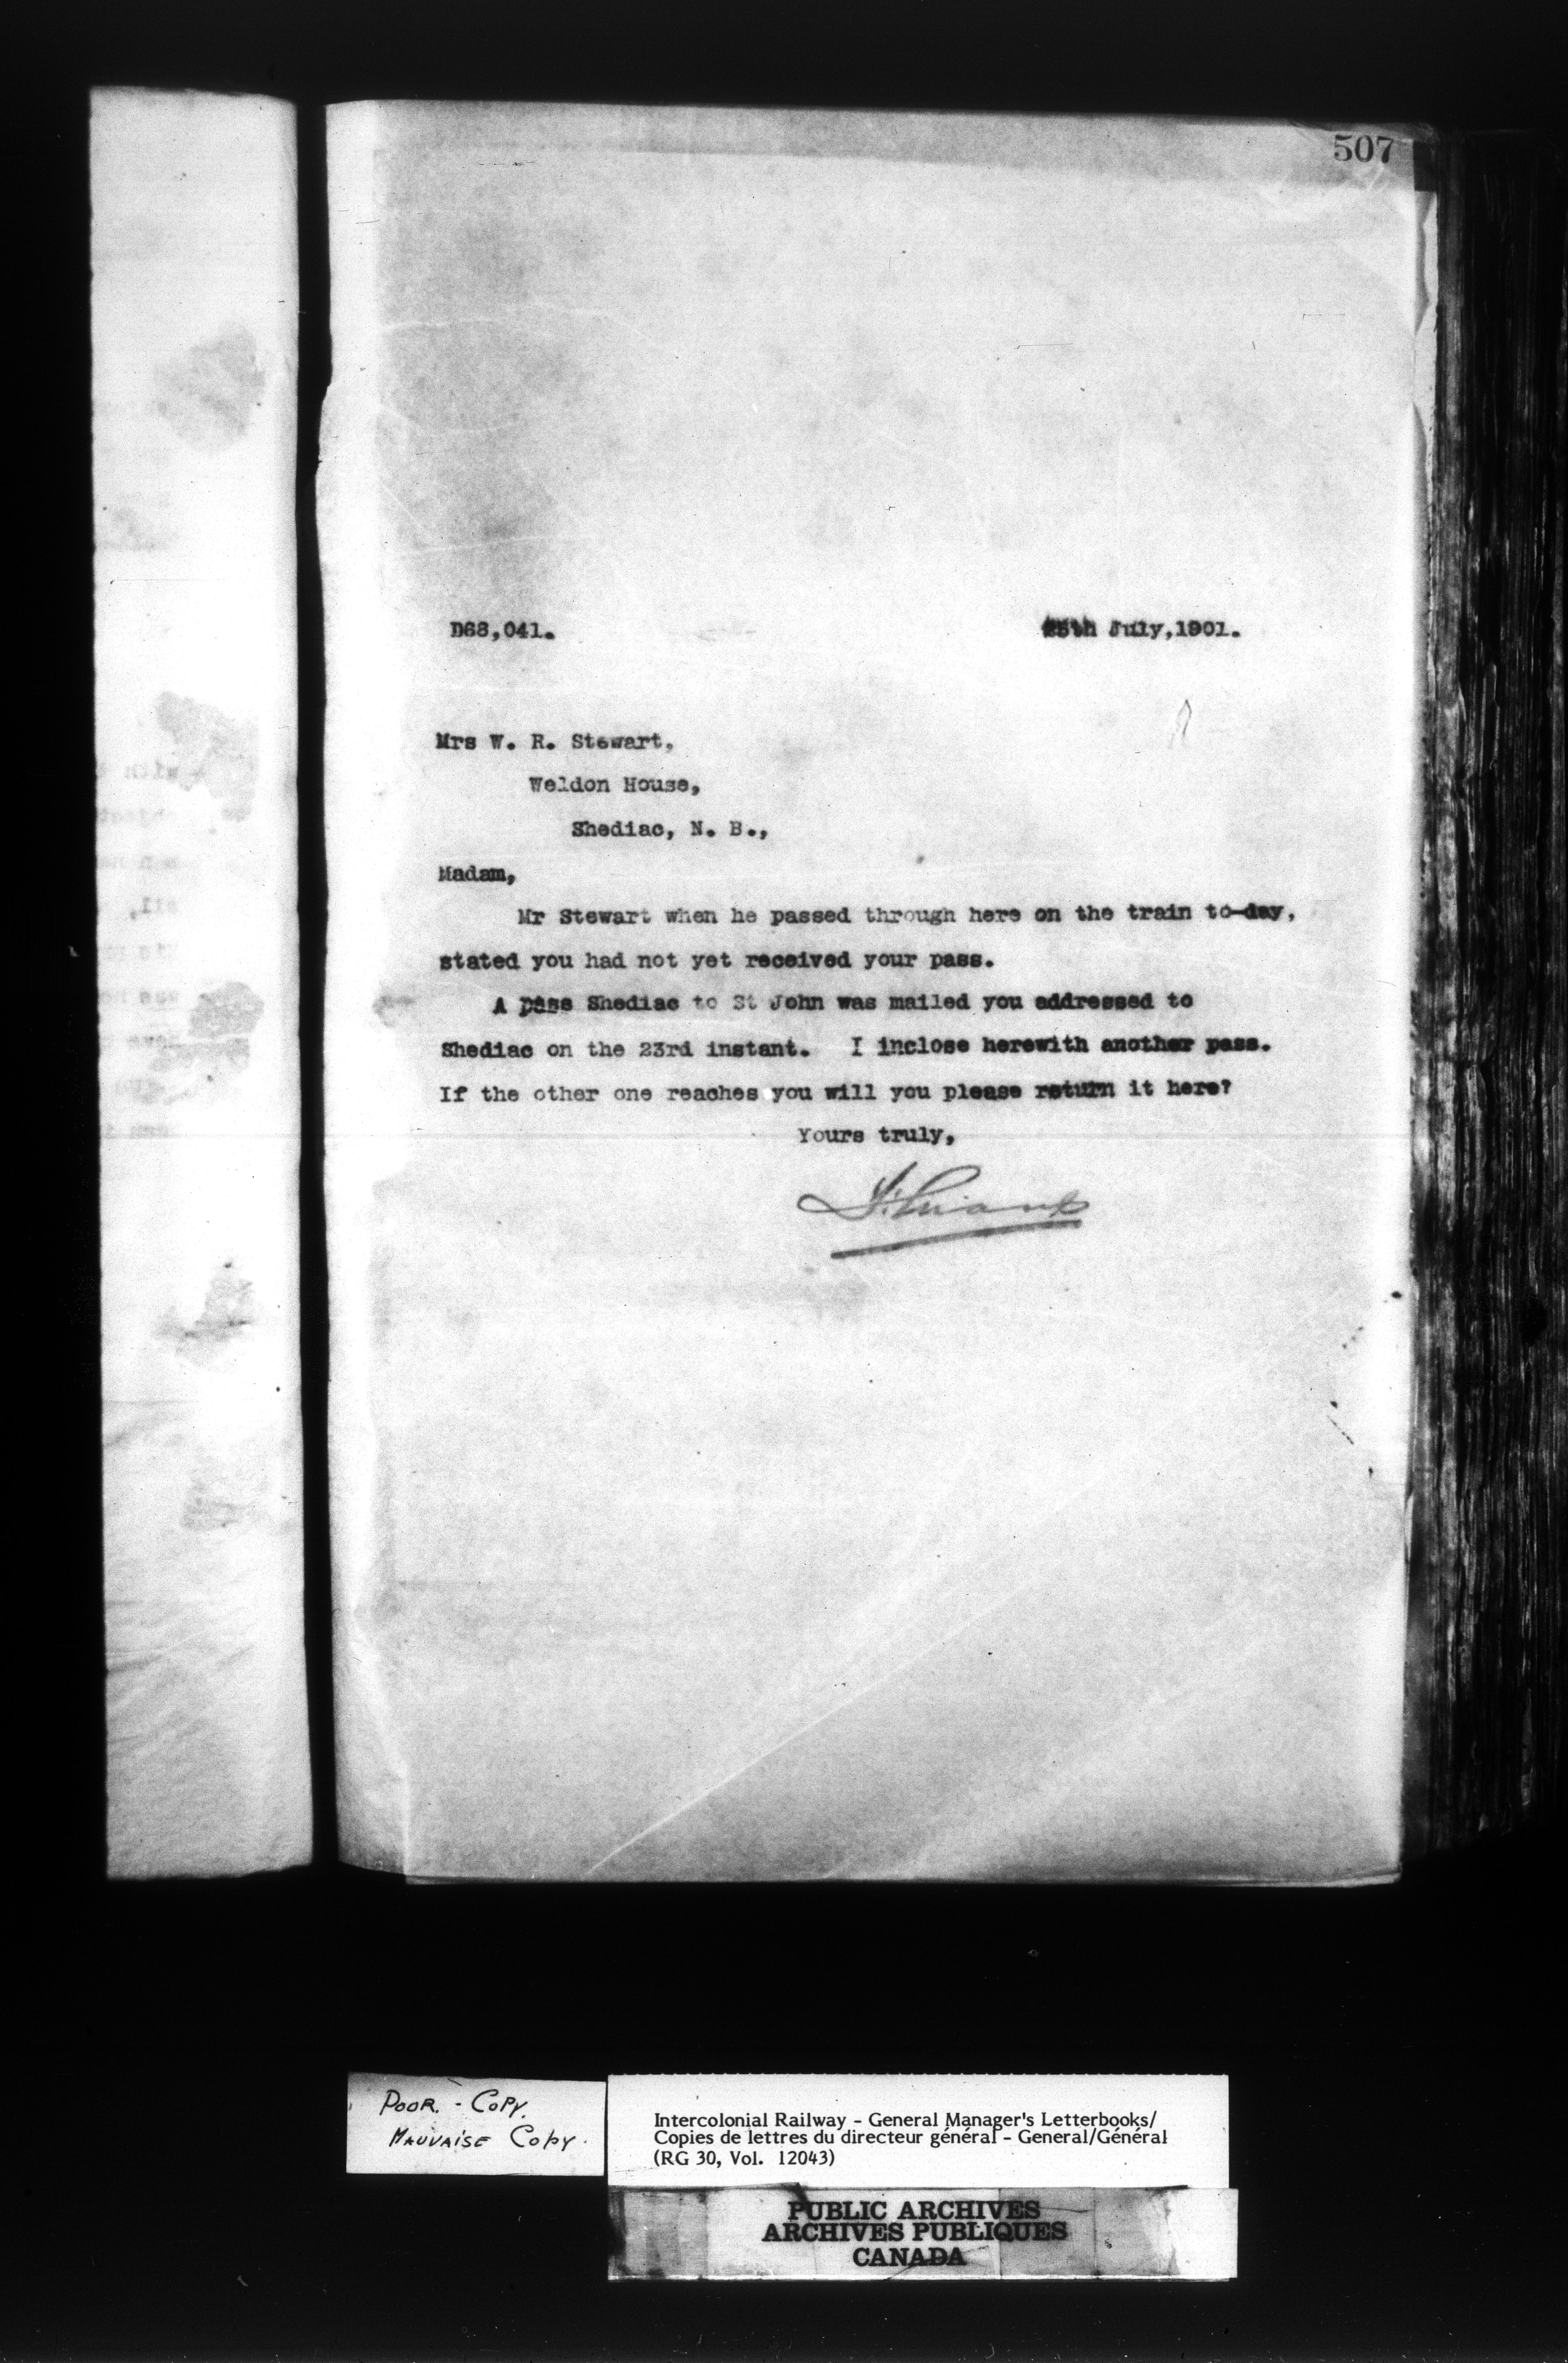 507
D68,041.
25th July,1901.
Mrs W. R. Stewart,
Weldon House,
Shediac, N. B.,
Madam,
Mr Stewart when he passed through here on the train to-day,
stated you had not yet received your pass.
A pass Shediac to St John was mailed you addressed to
Shediac on the 23rd instant. I inclose herewith another pass.
If the other one reaches you will you please return it here?
Yours truly,
POOR. - COPY.
MAUVAISE COPY.
Intercolonial Railway - General Manager's Letterbooks/
Copies de lettres du directeur général - General/Général
(RG 30, Vol. 12043)
PUBLIC ARCHIVES
ARCHIVES PUBLIQUES
CANADA